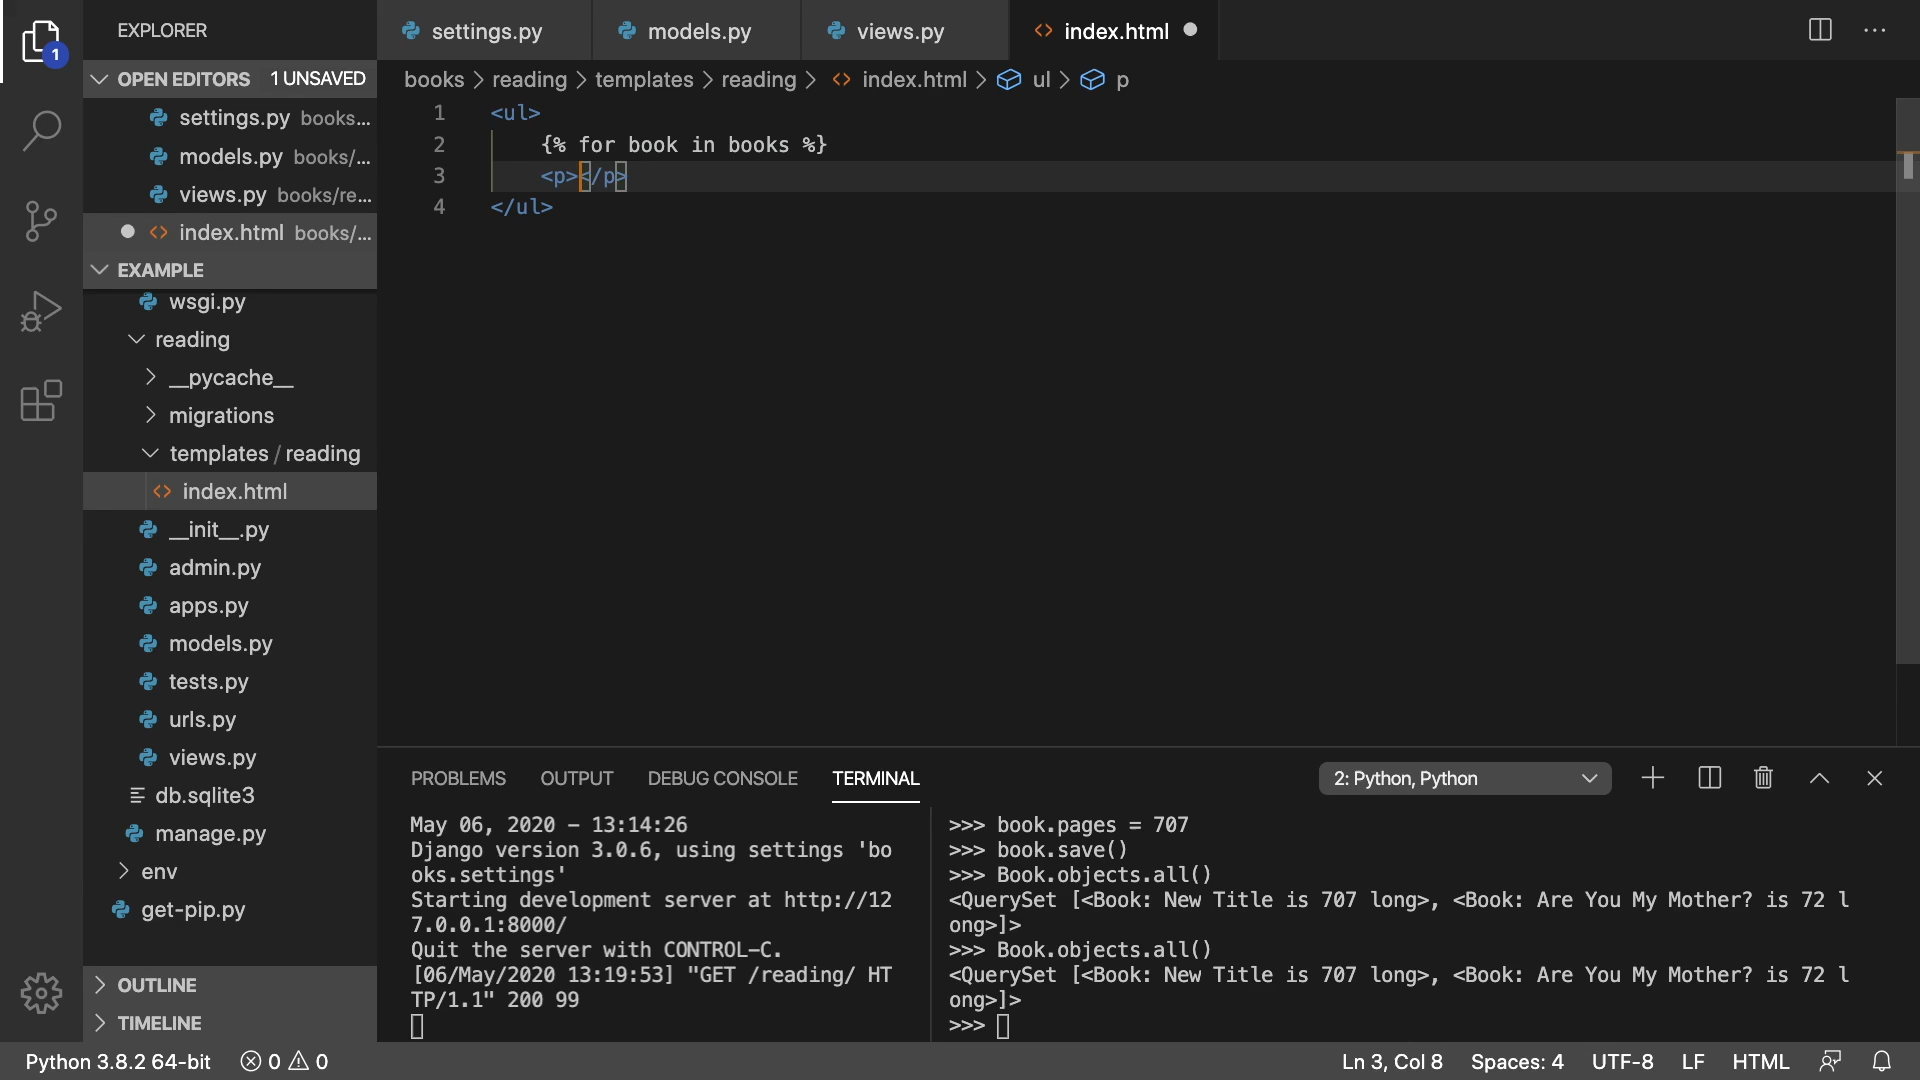 EXPLORER
OPEN EDITORS 1 UNSAVED
settings.py books...
models.py books/...
views.py books/re...
index.html books/...
EXAMPLE
wsgi.py
reading
__pycache__
migrations
templates / reading
index.html
__init__.py
admin.py
apps.py
models.py
tests.py
urls.py
views.py
db.sqlite3
manage.py
env
get-pip.py
OUTLINE
TIMELINE
1
settings.py
models.py
views.py
index.html
books > reading > templates > reading > <> index.html > ul > p
1 <ul>
2 {% for book in books %}
3 <p></p>
4 </ul>
PROBLEMS OUTPUT DEBUG CONSOLE TERMINAL
2: Python, Python
May 06, 2020 - 13:14:26
Django version 3.0.6, using settings 'bo
oks.settings'
Starting development server at http://12
7.0.0.1:8000/
Quit the server with CONTROL-C.
[06/May/2020 13:19:53] "GET /reading/ HT
TP/1.1" 200 99
>>> book.pages = 707
>>> book.save()
>>> Book.objects.all()
<QuerySet [<Book: New Title is 707 long>, <Book: Are You My Mother? is 72 l
ong>]>
>>> Book.objects.all()
<QuerySet [<Book: New Title is 707 long>, <Book: Are You My Mother? is 72 l
ong>]>
>>>
Python 3.8.2 64-bit 0 0
Ln 3, Col 8 Spaces: 4 UTF-8 LF HTML